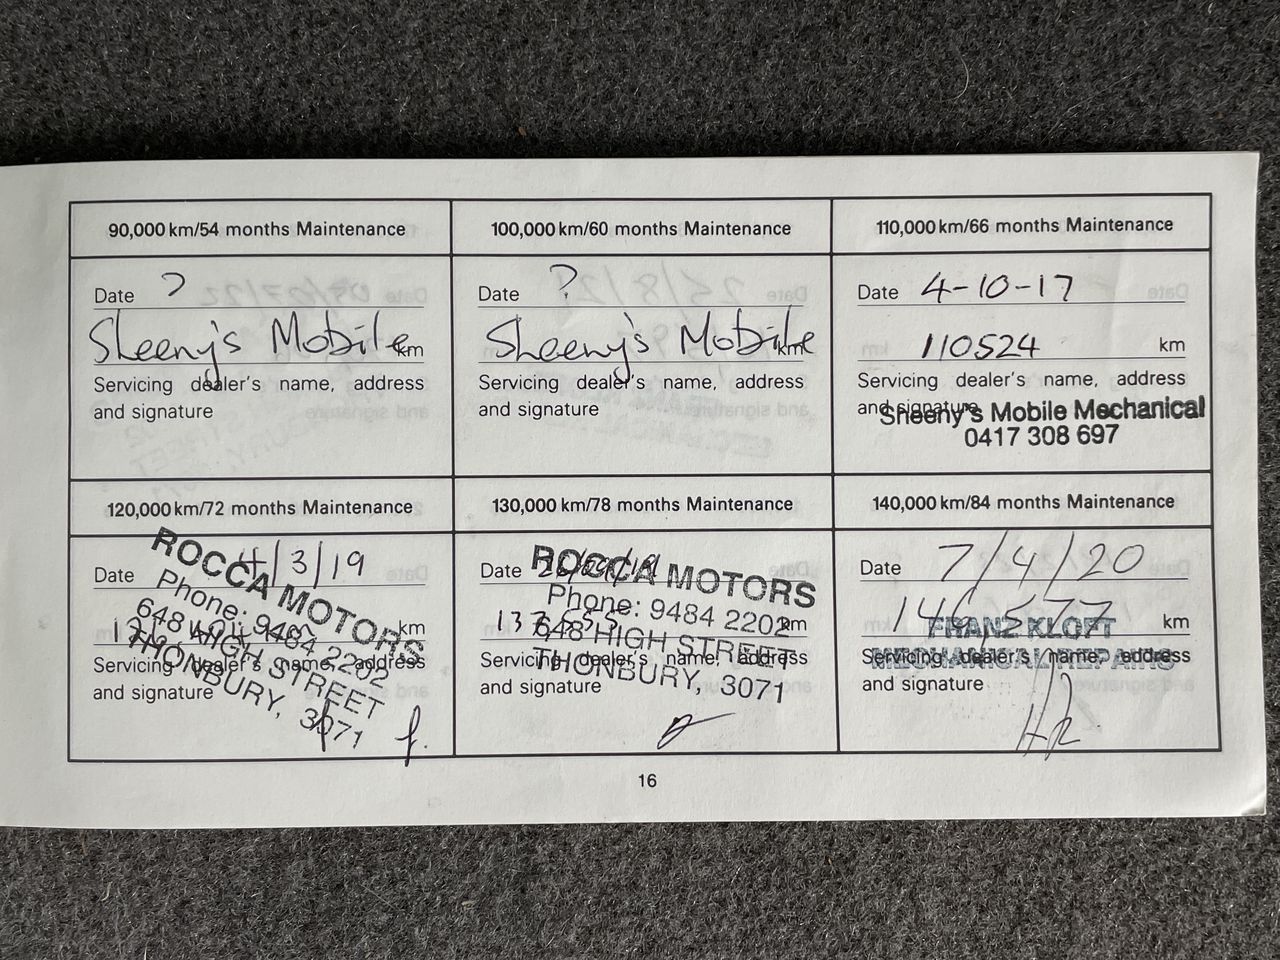 90,000 km/54 months Maintenance
Date ?
Sheeny's Mobile km
Servicing dealer's name, address
and signature
100,000 km/60 months Maintenance
Date ?
Sheeny's Mobile km
Servicing dealer's name, address
and signature
110,000 km/66 months Maintenance
Date 4-10-17
110524 km
Servicing dealer's name, address
and signature
Sheeny's Mobile Mechanical
0417 308 697
120,000 km/72 months Maintenance
Date 4/3/19
km
Servicing dealer's name, address
and signature
ROCCA MOTORS
Phone: 9484 2202
648 HIGH STREET
THONBURY, 3071
130,000 km/78 months Maintenance
Date
km
Servicing dealer's name, address
and signature
ROCCA MOTORS
Phone: 9484 2202
648 HIGH STREET
THONBURY, 3071
140,000 km/84 months Maintenance
Date 7/4/20
146577 km
Servicing dealer's name, address
and signature
FRANZ KLOFT
MECHANICAL REPAIRS
16